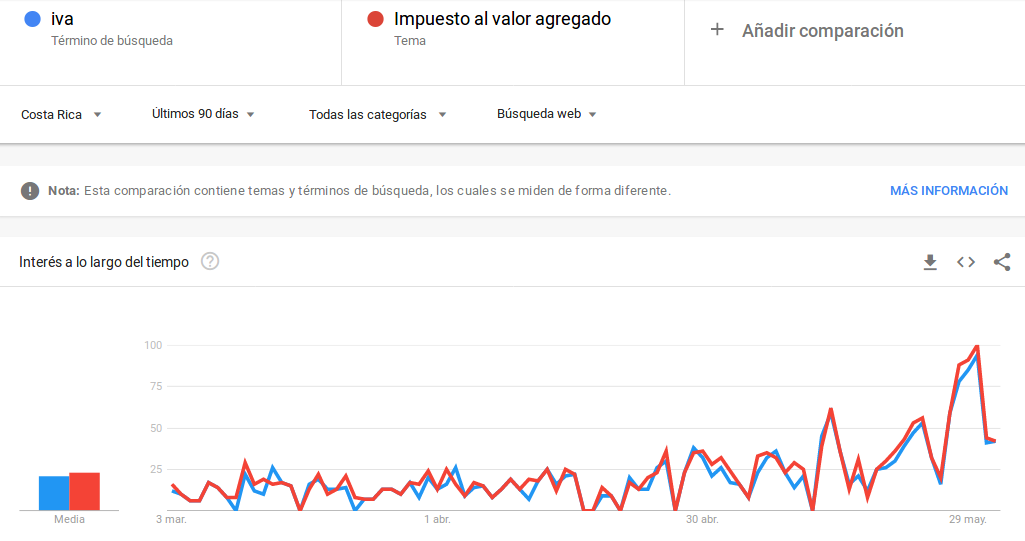 iva
Término de búsqueda
Impuesto al valor agregado
Tema
+ Añadir comparación
Costa Rica
Últimos 90 días
Todas las categorías
Búsqueda web
Nota: Esta comparación contiene temas y términos de búsqueda, los cuales se miden de forma diferente.
MÁS INFORMACIÓN
Interés a lo largo del tiempo
100
75
50
25
Media
3 mar.
1 abr.
30 abr.
29 may.